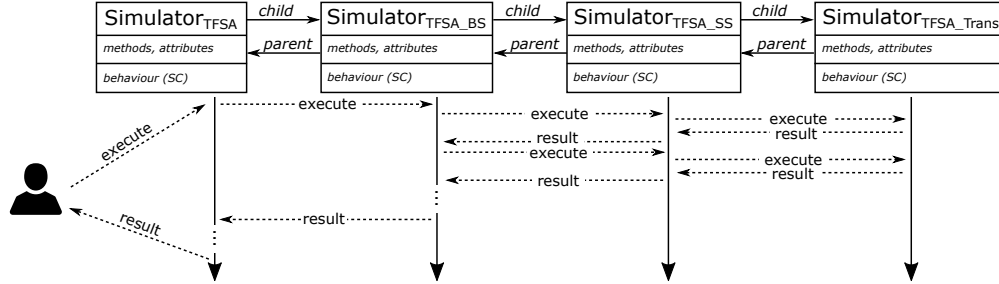 Simulator_TFSA
child
Simulator_TFSA_BS
child
Simulator_TFSA_SS
child
Simulator_TFSA_Trans
parent
parent
parent
methods, attributes
methods, attributes
methods, attributes
methods, attributes
behaviour (SC)
behaviour (SC)
behaviour (SC)
behaviour (SC)
execute
execute
execute
execute
result
result
execute
execute
result
result
result
result